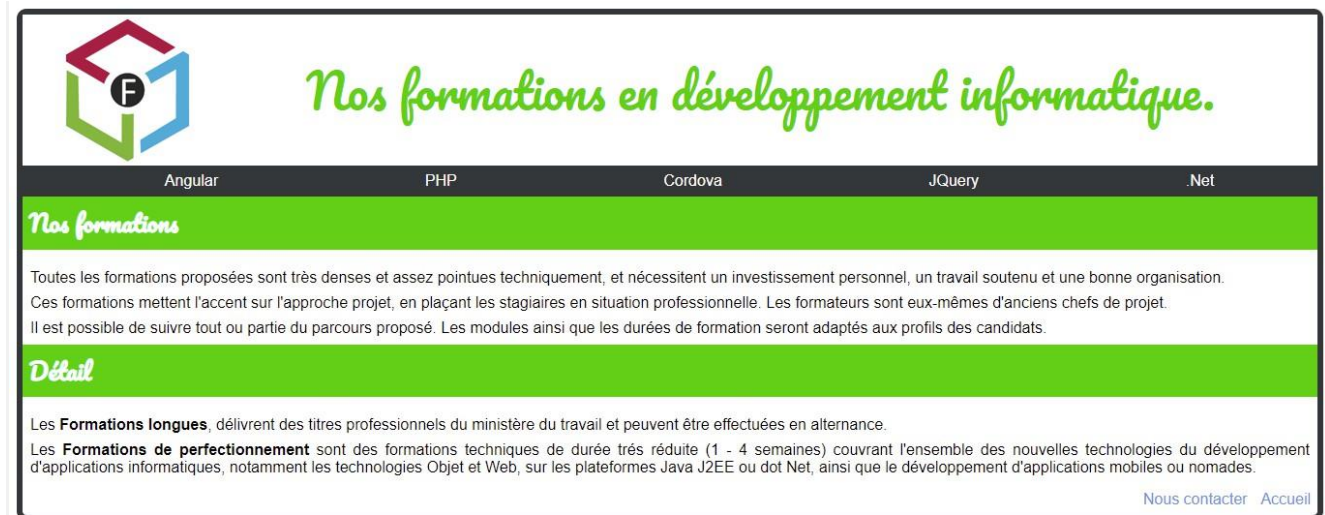 F
Nos formations en développement informatique.
Angular PHP Cordova JQuery .Net
Nos formations
Toutes les formations proposées sont très denses et assez pointues techniquement, et nécessitent un investissement personnel, un travail soutenu et une bonne organisation.
Ces formations mettent l'accent sur l'approche projet, en plaçant les stagiaires en situation professionnelle. Les formateurs sont eux-mêmes d'anciens chefs de projet.
Il est possible de suivre tout ou partie du parcours proposé. Les modules ainsi que les durées de formation seront adaptés aux profils des candidats.
Détail
Les Formations longues, délivrent des titres professionnels du ministère du travail et peuvent être effectuées en alternance.
Les Formations de perfectionnement sont des formations techniques de durée trés réduite (1 - 4 semaines) couvrant l'ensemble des nouvelles technologies du développement
d'applications informatiques, notamment les technologies Objet et Web, sur les plateformes Java J2EE ou dot Net, ainsi que le développement d'applications mobiles ou nomades.
Nous contacter Accueil